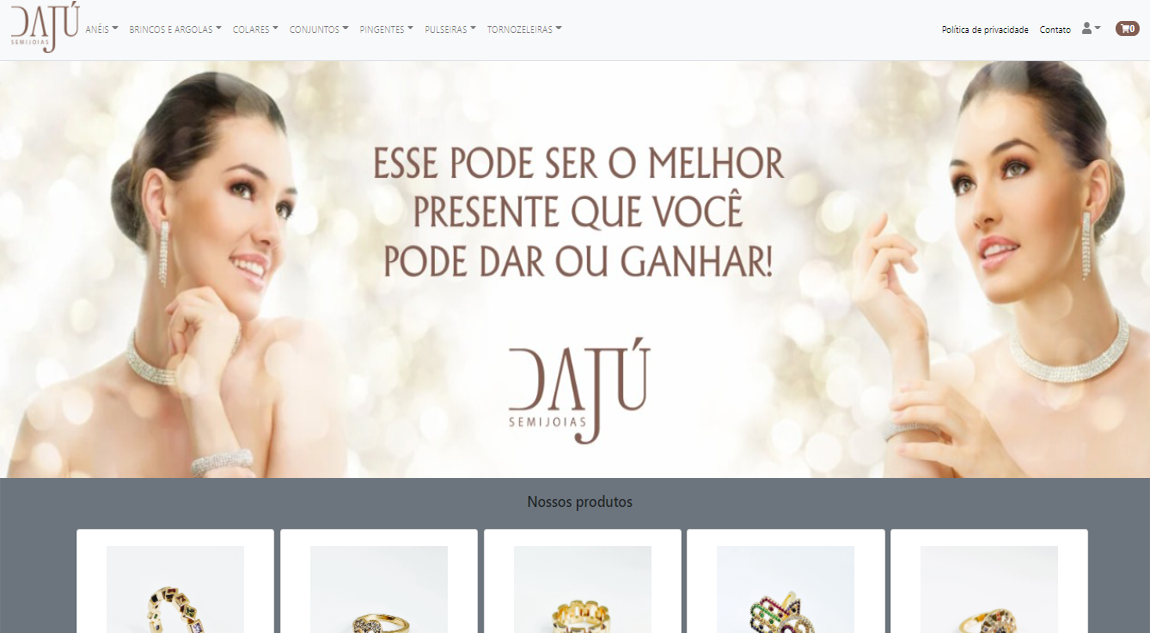 DAJÚ
SEMIJOIAS
ANÉIS BRINCOS E ARGOLAS COLARES CONJUNTOS PINGENTES PULSEIRAS TORNOZELEIRAS Política de privacidade Contato 0
ESSE PODE SER O MELHOR
PRESENTE QUE VOCÊ
PODE DAR OU GANHAR!
DAJÚ
SEMIJOIAS
Nossos produtos